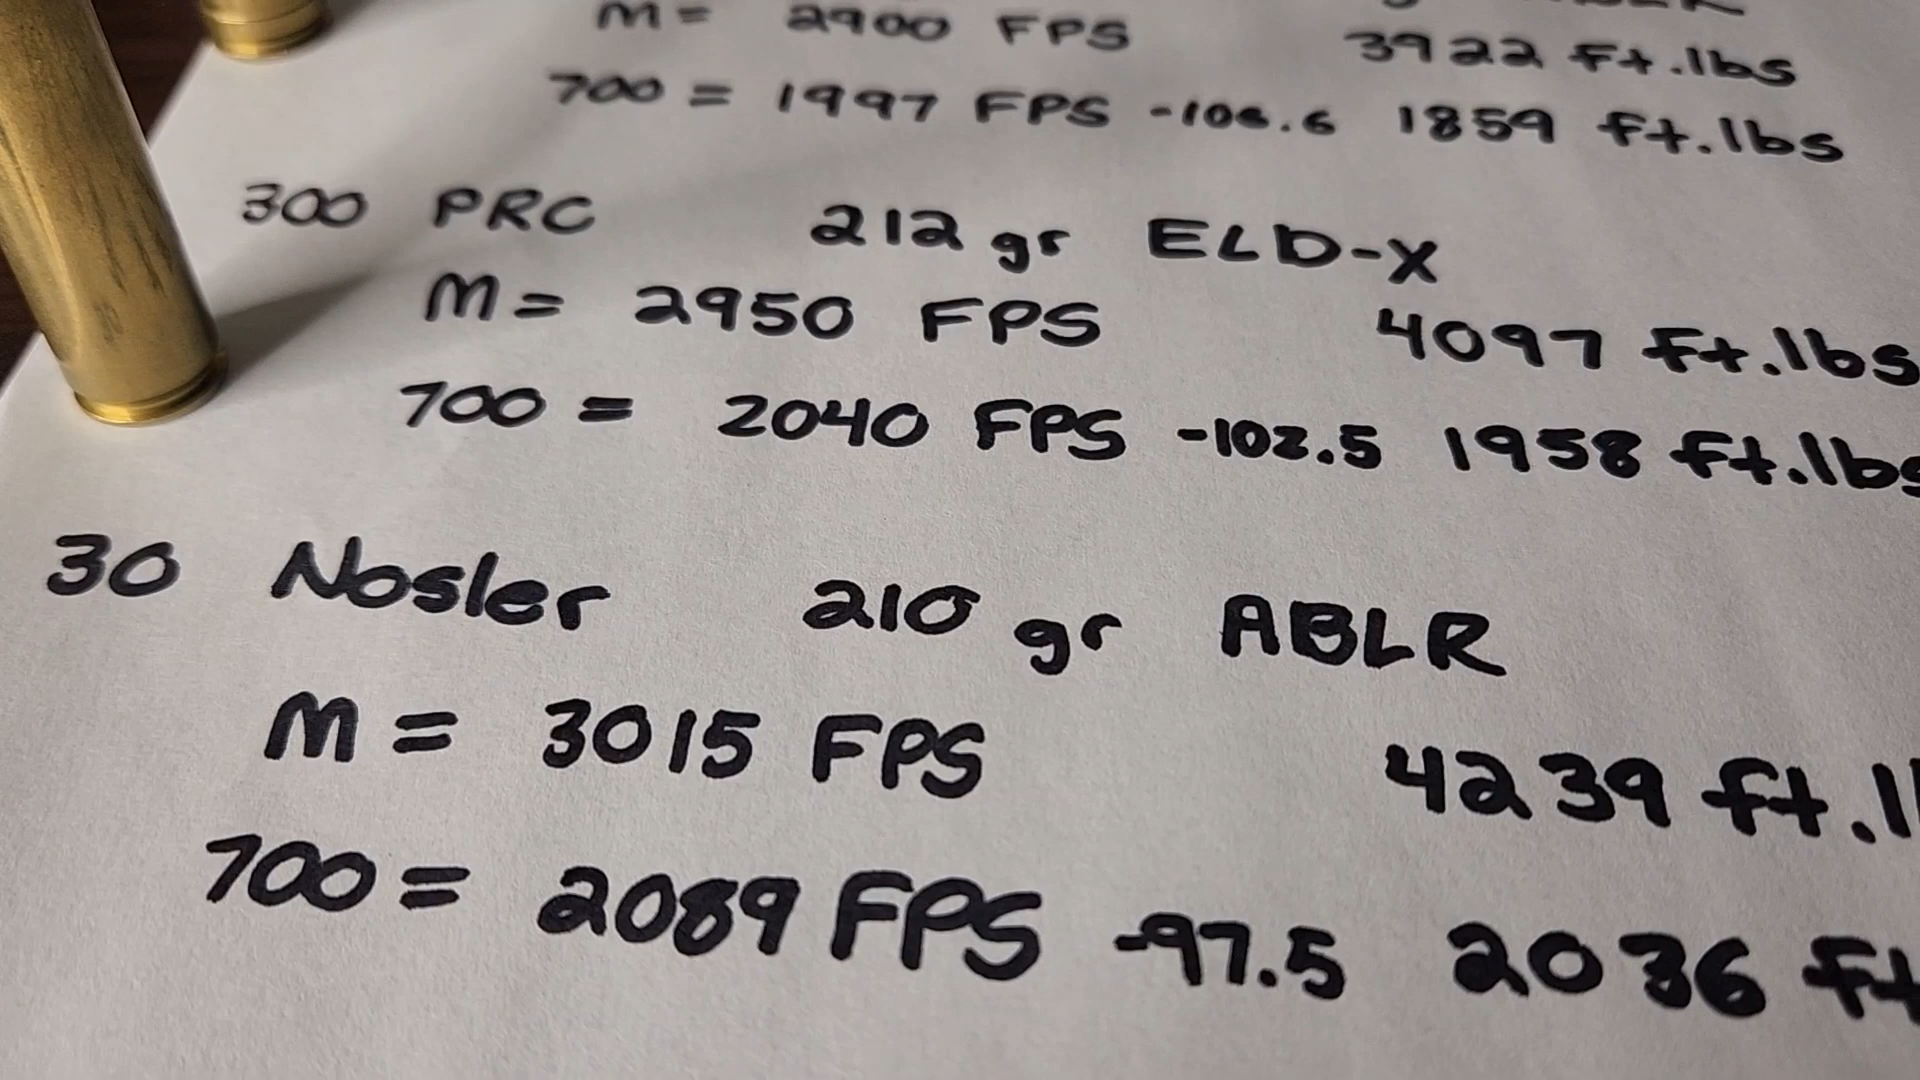 M = 2900 FPS 3922 ft.lbs
700 = 1997 FPS -106.6 1859 ft.lbs
300 PRC 212 gr ELD-X
M = 2950 FPS 4097 ft.lbs
700 = 2040 FPS -102.5 1958 ft.lbs
30 Nosler 210 gr ABLR
M = 3015 FPS 4239 ft.l
700 = 2089 FPS -97.5 2036 ft